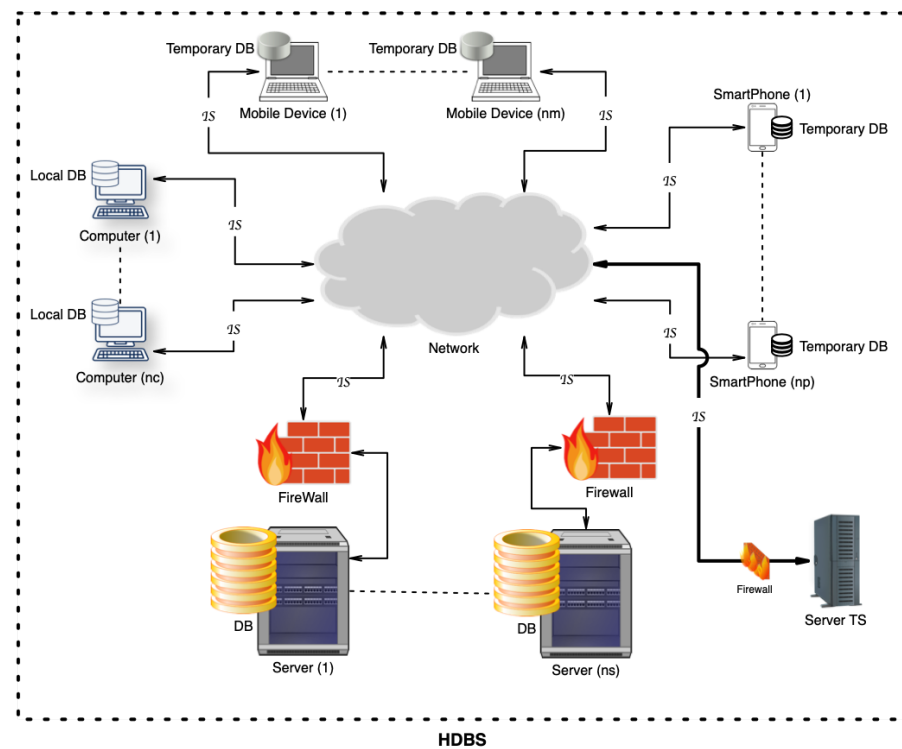 Temporary DB
Temporary DB
Mobile Device (1)
Mobile Device (nm)
SmartPhone (1)
Temporary DB
IS
IS
Local DB
Computer (1)
IS
IS
Local DB
Computer (nc)
IS
Network
IS
SmartPhone (np)
Temporary DB
IS
IS
IS
FireWall
Firewall
DB
Server (1)
DB
Server (ns)
Firewall
Server TS
HDBS